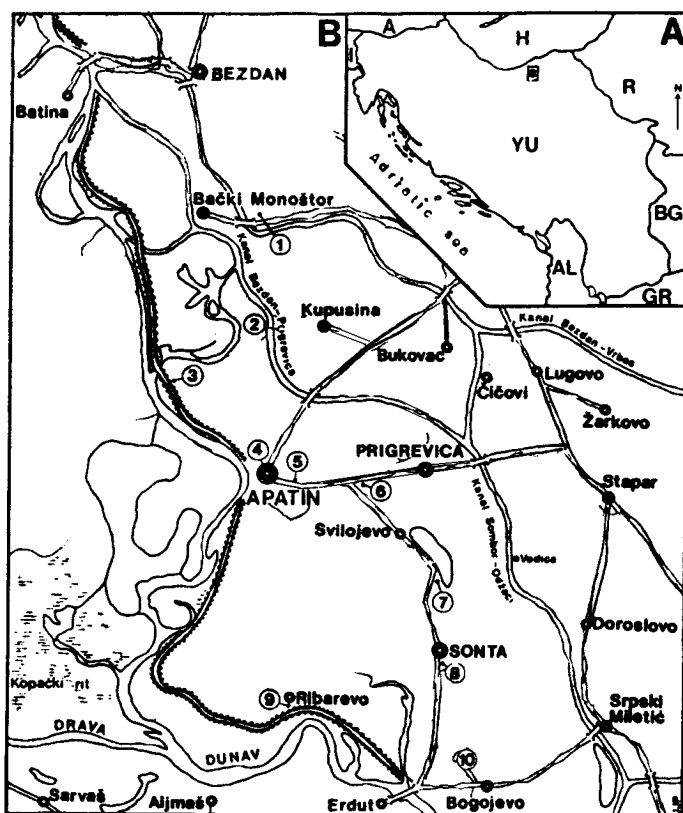 B
A
A
H
I
B
R
N
YU
Adriatic sea
BG
AL
GR
BEZDAN
Batina
Bački Monoštor
1
Kanal Bezdan-Prigrevica
2
Kupusina
Bukovac
Kanal Bezdan-Vrbas
Lugovo
Čičovi
Žarkovo
3
4
5
APATIN
PRIGREVICA
6
Stapar
Svilojevo
Kanal Sombor-Odžaci
Vodica
7
Doroslovo
SONTA
8
Kopački rit
9
Ribarevo
Srpski
Miletić
DRAVA
DUNAV
10
Sarvaš
Aljmaš
Erdut
Bogojevo